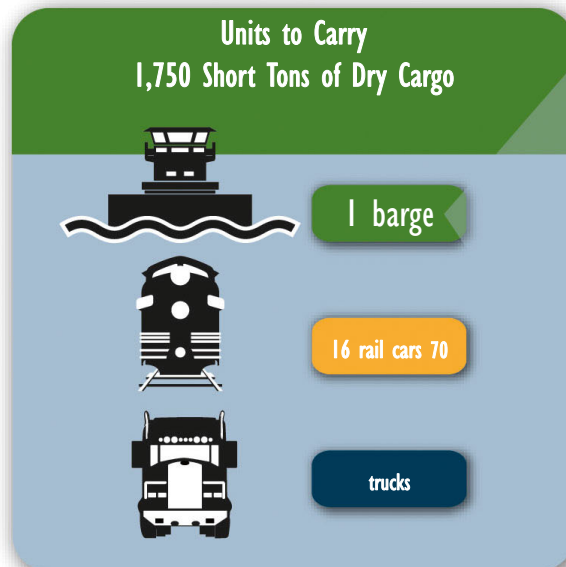 Units to Carry
1,750 Short Tons of Dry Cargo
1 barge
16 rail cars 70
trucks